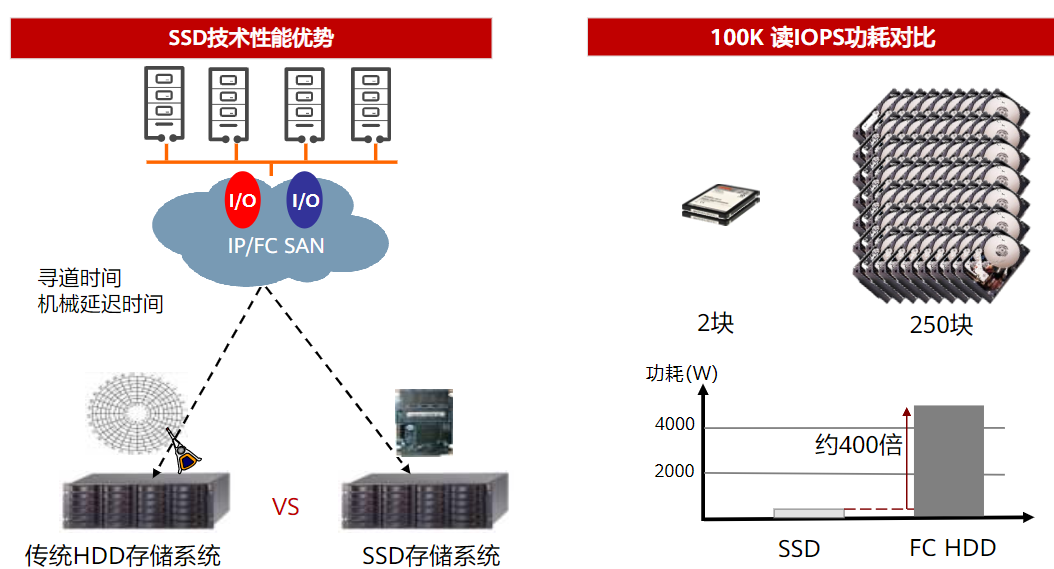 SSD技术性能优势
I/O I/O
IP/FC SAN
寻道时间
机械延迟时间
VS
传统HDD存储系统
SSD存储系统
100K 读IOPS功耗对比
2块
250块
功耗(W)
4000
约400倍
2000
SSD
FC HDD